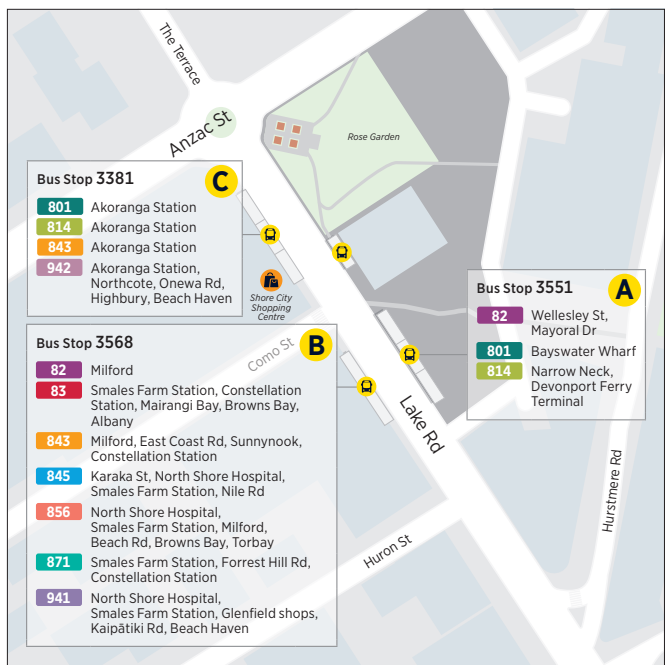 The Terrace
Anzac St
Rose Garden
Bus Stop 3381
C
801 Akoranga Station
814 Akoranga Station
843 Akoranga Station
942 Akoranga Station,
Northcote, Onewa Rd,
Highbury, Beach Haven
Shore City
Shopping
Centre
Bus Stop 3551
A
82 Wellesley St,
Mayoral Dr
801 Bayswater Wharf
814 Narrow Neck,
Devonport Ferry
Terminal
Como St
Bus Stop 3568
B
82 Milford
83 Smales Farm Station, Constellation
Station, Mairangi Bay, Browns Bay,
Albany
843 Milford, East Coast Rd, Sunnynook,
Constellation Station
845 Karaka St, North Shore Hospital,
Smales Farm Station, Nile Rd
856 North Shore Hospital,
Smales Farm Station, Milford,
Beach Rd, Browns Bay, Torbay
871 Smales Farm Station, Forrest Hill Rd,
Constellation Station
941 North Shore Hospital,
Smales Farm Station, Glenfield shops,
Kaipātiki Rd, Beach Haven
Lake Rd
Hurstmere Rd
Huron St